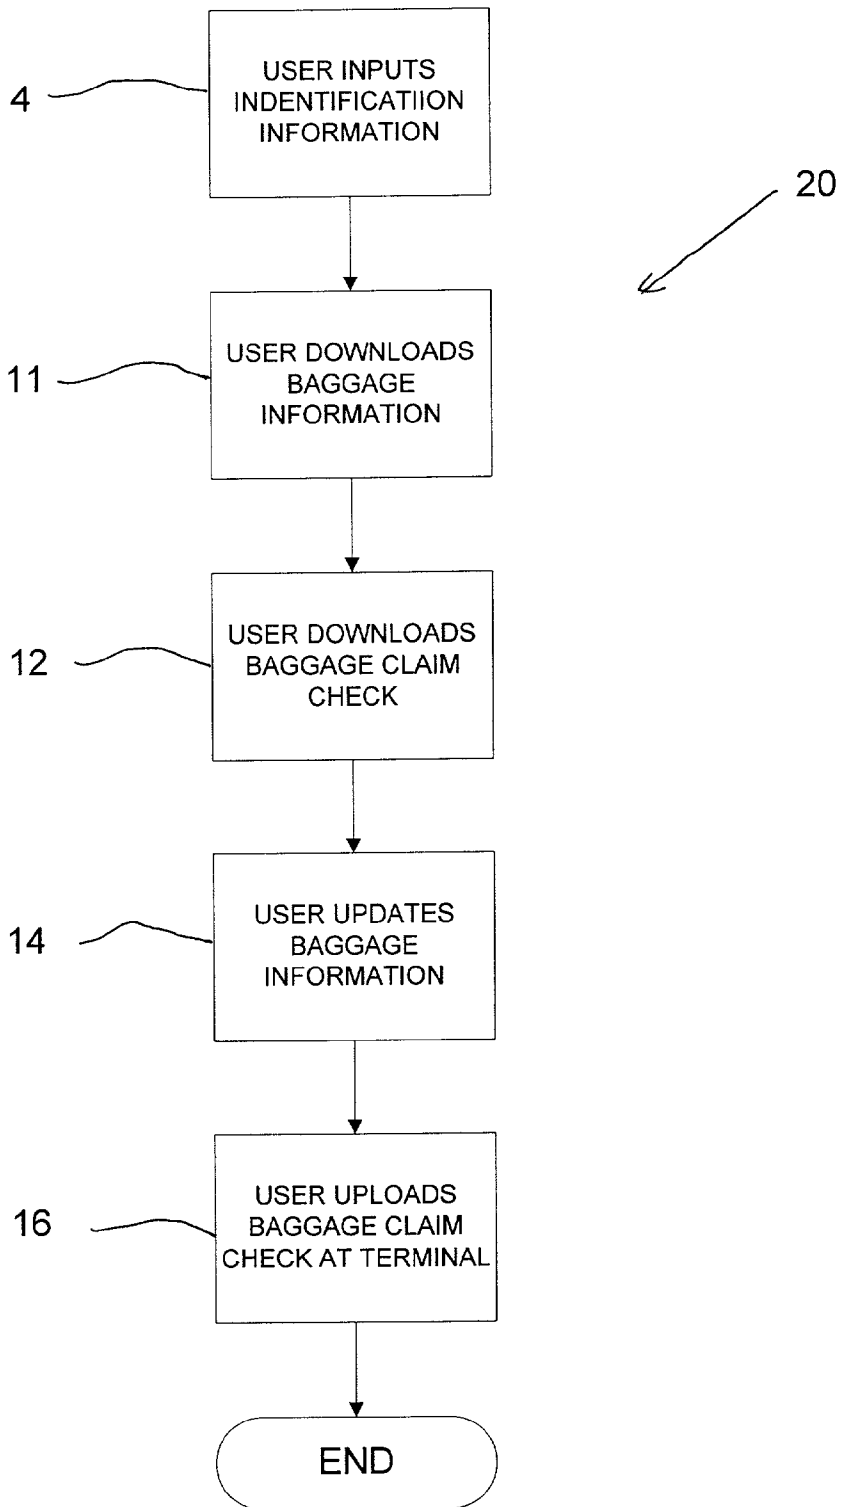 4
USER INPUTS
INDENTIFICATIION
INFORMATION
20
11
USER DOWNLOADS
BAGGAGE
INFORMATION
12
USER DOWNLOADS
BAGGAGE CLAIM
CHECK
14
USER UPDATES
BAGGAGE
INFORMATION
16
USER UPLOADS
BAGGAGE CLAIM
CHECK AT TERMINAL
END